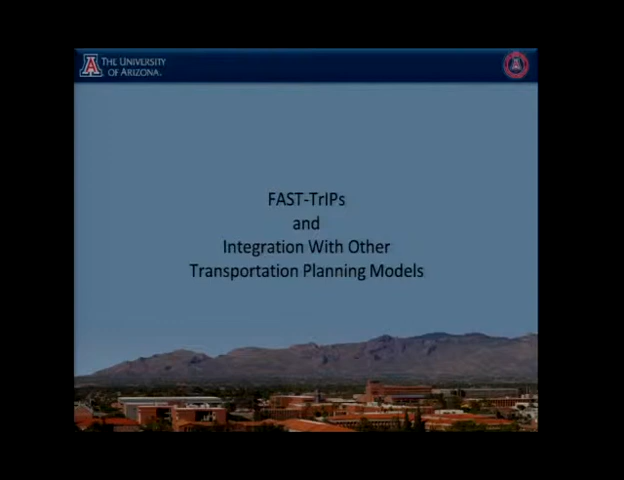 THE UNIVERSITY
OF ARIZONA.
FAST-TrIPs
and
Integration With Other
Transportation Planning Models